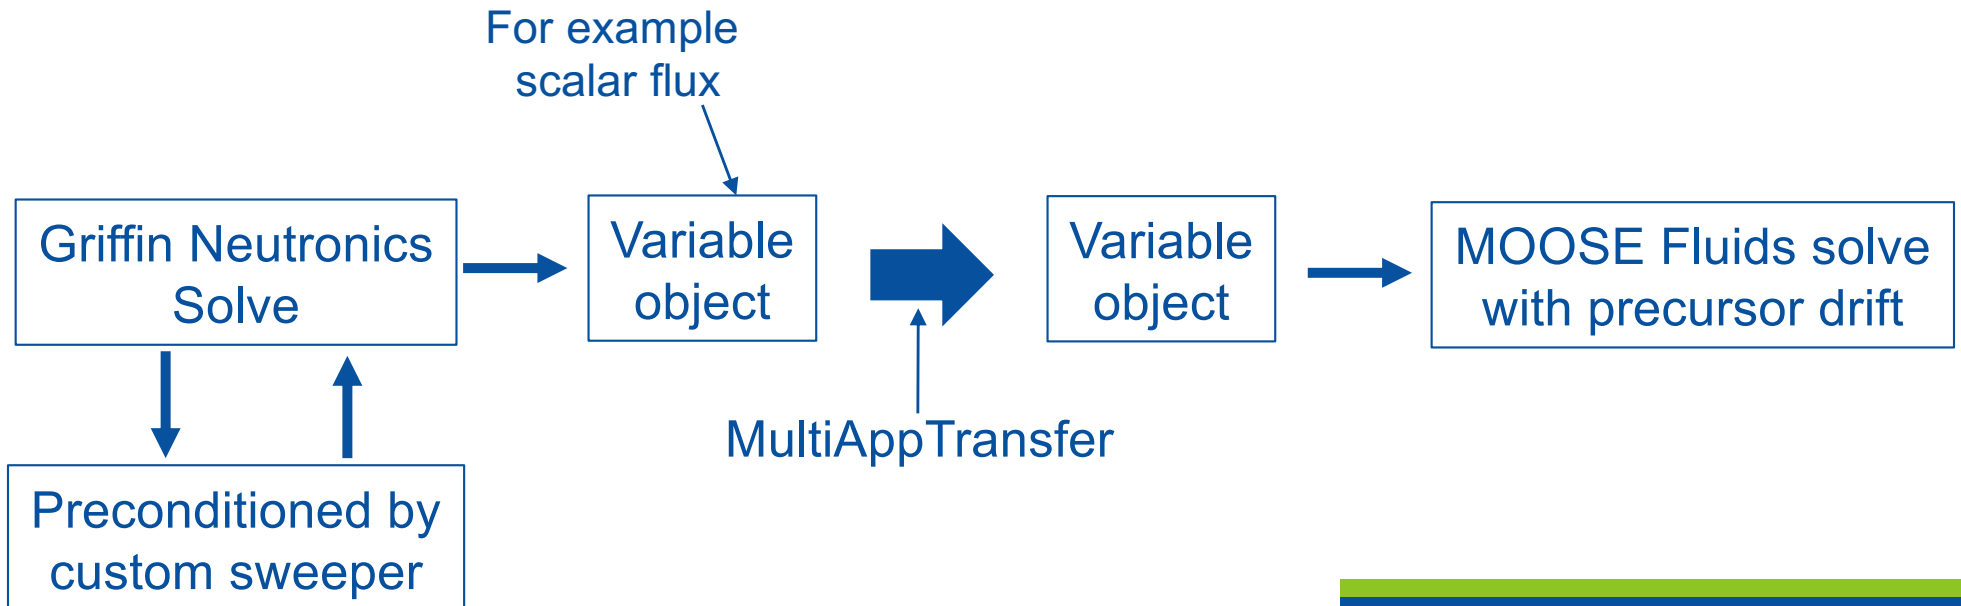 For example
scalar flux
Griffin Neutronics
Solve
Variable
object
Variable
object
MOOSE Fluids solve
with precursor drift
MultiAppTransfer
Preconditioned by
custom sweeper